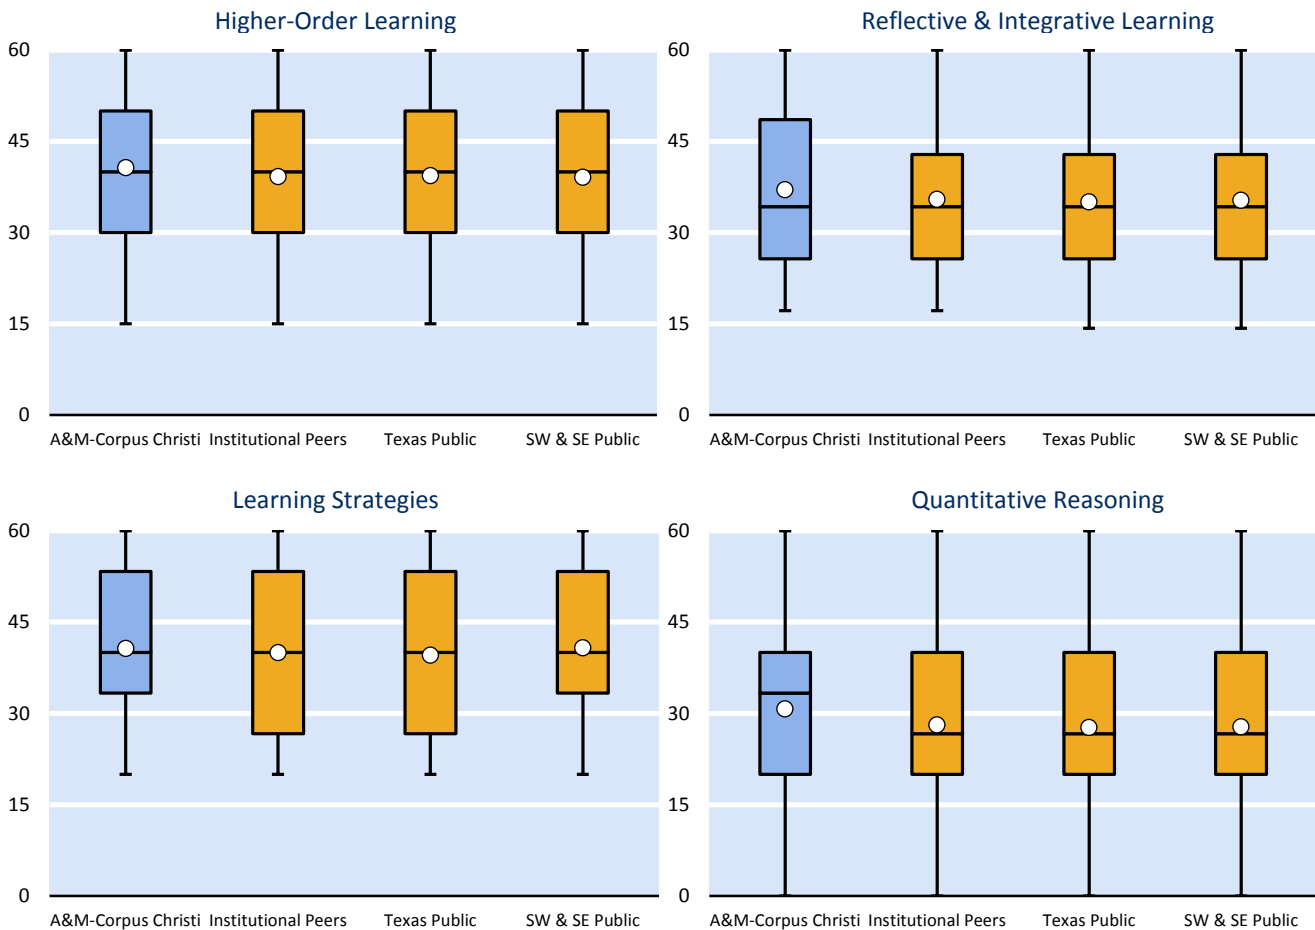 Higher-Order Learning
60
45
30
15
0
A&M-Corpus Christi Institutional Peers Texas Public SW & SE Public
Reflective & Integrative Learning
60
45
30
15
0
A&M-Corpus Christi Institutional Peers Texas Public SW & SE Public
Learning Strategies
60
45
30
15
0
A&M-Corpus Christi Institutional Peers Texas Public SW & SE Public
Quantitative Reasoning
60
45
30
15
0
A&M-Corpus Christi Institutional Peers Texas Public SW & SE Public